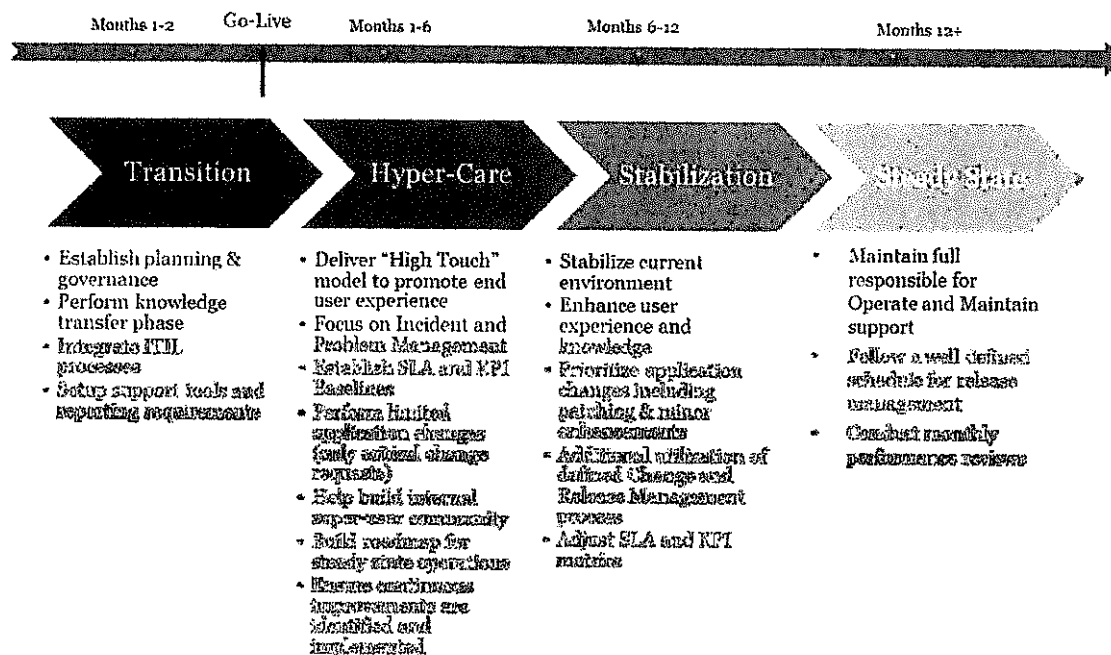 Months 1-2
Go-Live
Months 1-6
Months 6-12
Months 12+
Transition
Hyper-Care
Stabilization
Steady State
• Establish planning &
governance
• Perform knowledge
transfer phase
• Integrate ITIL
processes
• Setup support tools and
reporting requirements
• Deliver "High Touch"
model to promote end
user experience
• Focus on Incident and
Problem Management
• Establish SLA and KPI
Baselines
• Perform limited
application changes
(only critical change
requests)
• Help build internal
super-user community
• Build roadmap for
steady state operations
• Ensure continuous
improvements are
identified and
implemented
• Stabilize current
environment
• Enhance user
experience and
knowledge
• Prioritize application
changes including
patching & minor
enhancements
• Additional utilization of
defined Change and
Release Management
process
• Adjust SLA and KPI
metrics
• Maintain full
responsible for
Operate and Maintain
support
• Follow a well defined
schedule for release
management
• Conduct monthly
performance reviews